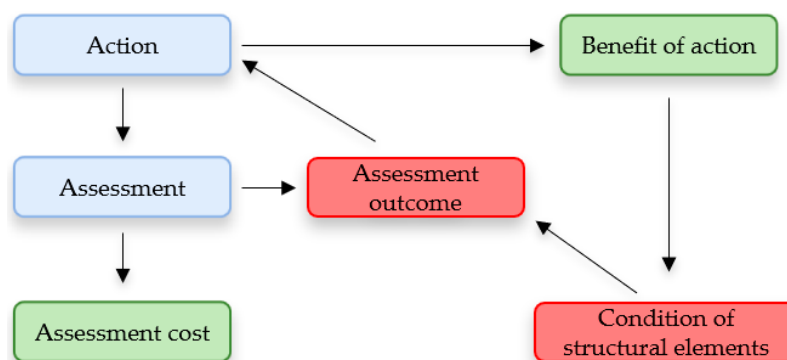 Action
Benefit of action
Assessment
Assessment
outcome
Assessment cost
Condition of
structural elements